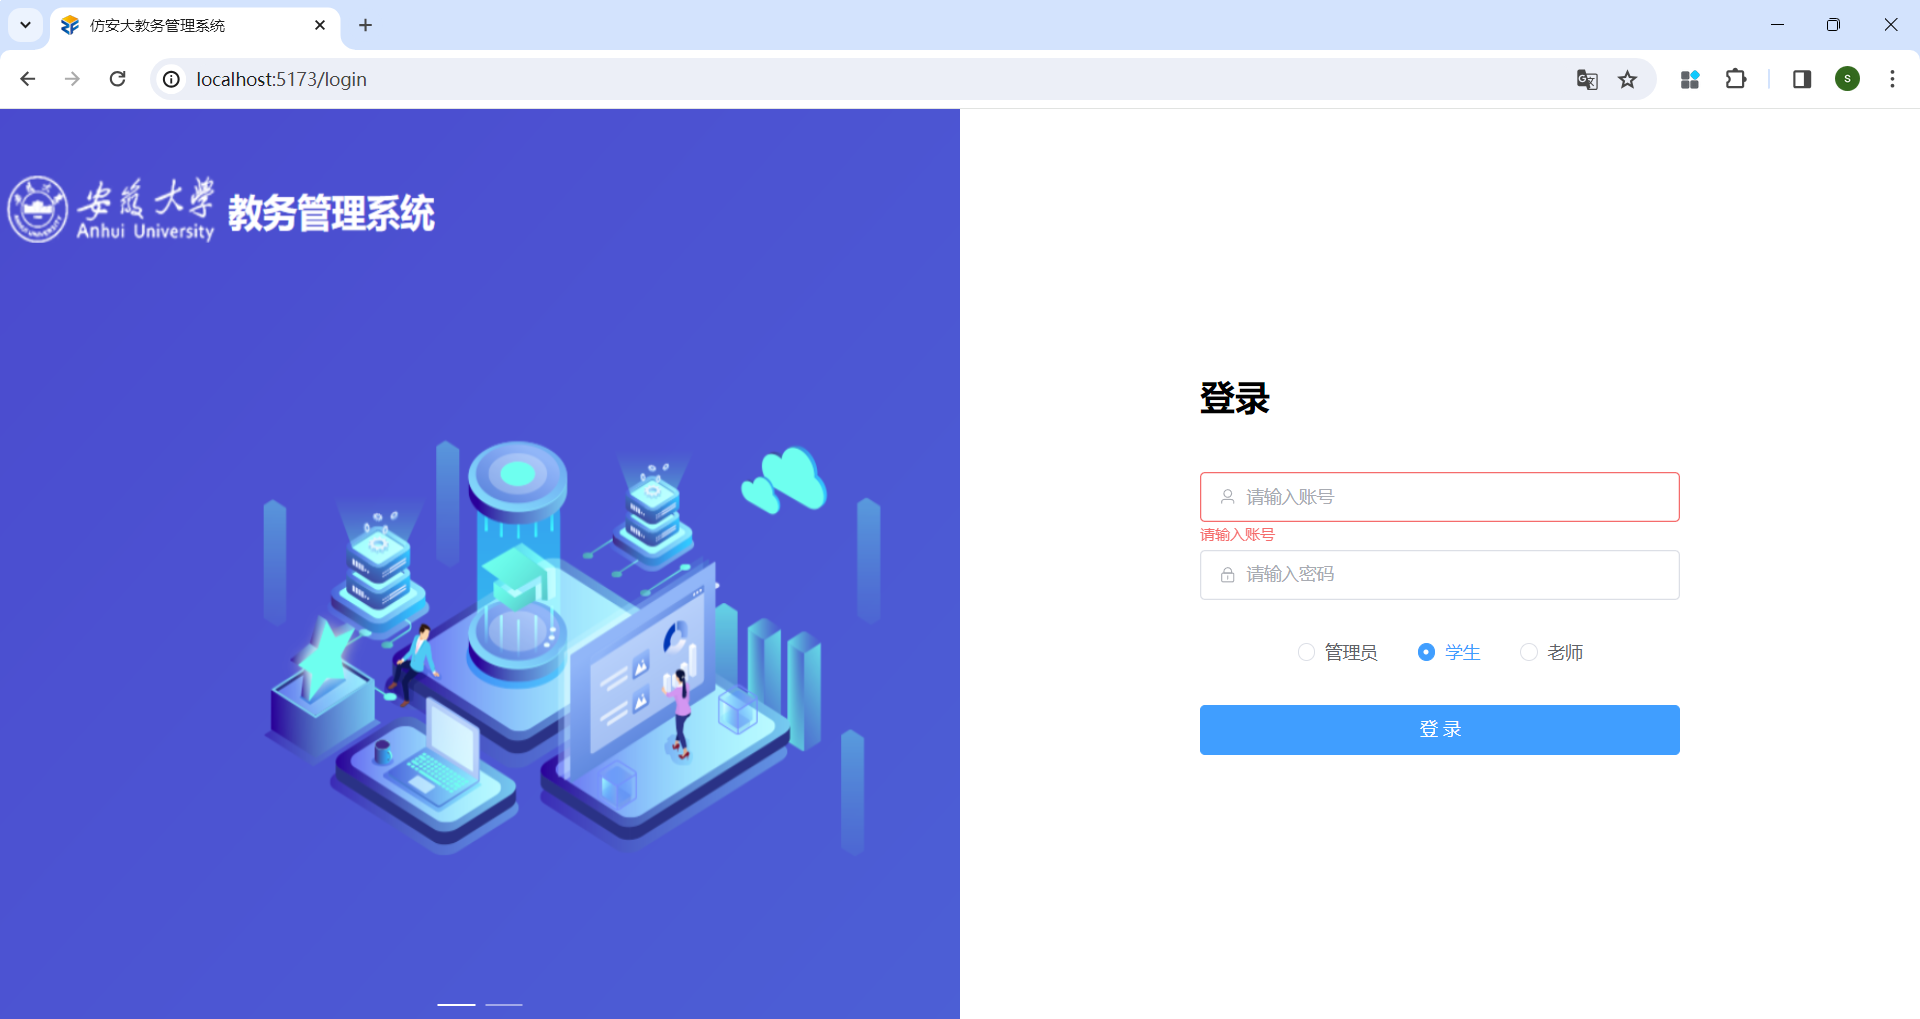 仿安大教务管理系统
localhost:5173/login
S
安徽大学
Anhui University
教务管理系统
登录
请输入账号
请输入账号
请输入密码
管理员 学生 老师
登 录